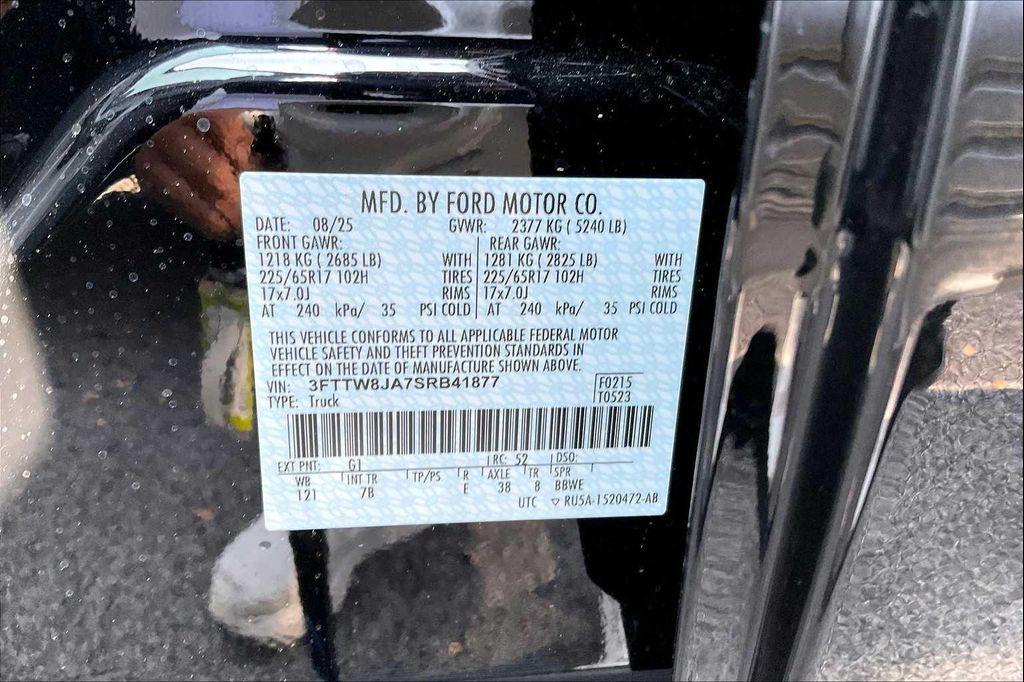 MFD. BY FORD MOTOR CO.
DATE: 08/25 GVWR: 2377 KG ( 5240 LB)
FRONT GAWR: REAR GAWR:
1218 KG ( 2685 LB) WITH 1281 KG ( 2825 LB) WITH
225/65R17 102H TIRES 225/65R17 102H TIRES
17x7.0J RIMS 17x7.0J RIMS
AT 240 kPa/ 35 PSI COLD AT 240 kPa/ 35 PSI COLD
THIS VEHICLE CONFORMS TO ALL APPLICABLE FEDERAL MOTOR
VEHICLE SAFETY AND THEFT PREVENTION STANDARDS IN
EFFECT ON THE DATE OF MANUFACTURE SHOWN ABOVE.
VIN: 3FTTW8JA7SRB41877 F0215
TYPE: Truck T0523
EXT PNT: G1 RC: 52 DSO:
WB INT TR TP/PS R AXLE TR SPR
121 7B E 38 8 BBWE
UTC ▽ RU5A-1520472-AB